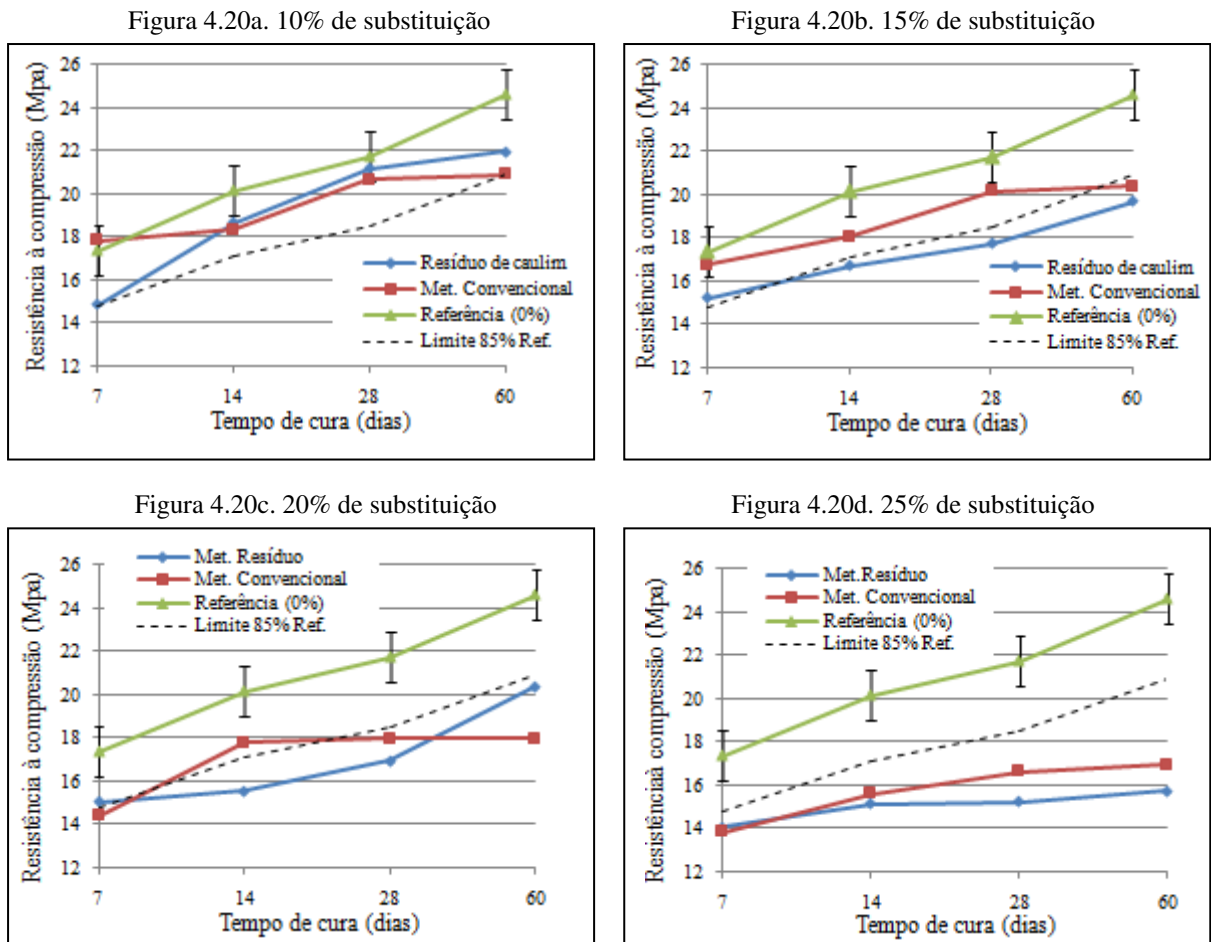 Figura 4.20a. 10% de substituição
Resistência à compressão (Mpa)
26
24
22
20
18
16
14
12
Resíduo de caulim
Met. Convencional
Referência (0%)
Limite 85% Ref.
7 14 28 60
Tempo de cura (dias)
Figura 4.20b. 15% de substituição
Resistência à compressão (Mpa)
26
24
22
20
18
16
14
12
Resíduo de caulim
Met. Convencional
Referência (0%)
Limite 85% Ref.
7 14 28 60
Tempo de cura (dias)
Figura 4.20c. 20% de substituição
Resistência à compressão (Mpa)
26
24
22
20
18
16
14
12
Met. Resíduo
Met. Convencional
Referência (0%)
Limite 85% Ref.
7 14 28 60
Tempo de cura (dias)
Figura 4.20d. 25% de substituição
Resistênciaà compressão (Mpa)
26
24
22
20
18
16
14
12
Met.Resíduo
Met. Convencional
Referência (0%)
Limite 85% Ref.
7 14 28 60
Tempo de cura (dias)